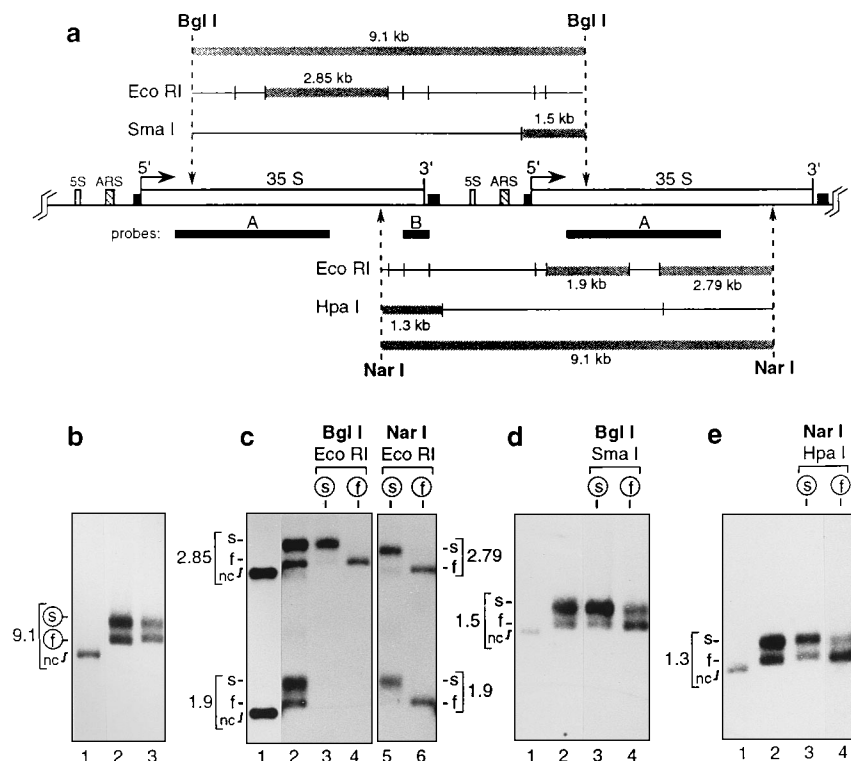 a
Bgl I Bgl I
9.1 kb
2.85 kb
Eco RI
1.5 kb
Sma I
5' 3' 5' 3'
5S ARS 35 S 5S ARS 35 S
probes: A B A
Eco RI
1.9 kb 2.79 kb
Hpa I
1.3 kb
9.1 kb
Nar I Nar I
b
9.1
s
f
nc
1 2 3
c
Bgl I Nar I
Eco RI Eco RI
s f s f
2.85
s
f
nc
s
f
2.79
1.9
s
f
nc
s
f
1.9
1 2 3 4 5 6
d
Bgl I
Sma I
s f
1.5
s
f
nc
1 2 3 4
e
Nar I
Hpa I
s f
1.3
s
f
nc
1 2 3 4